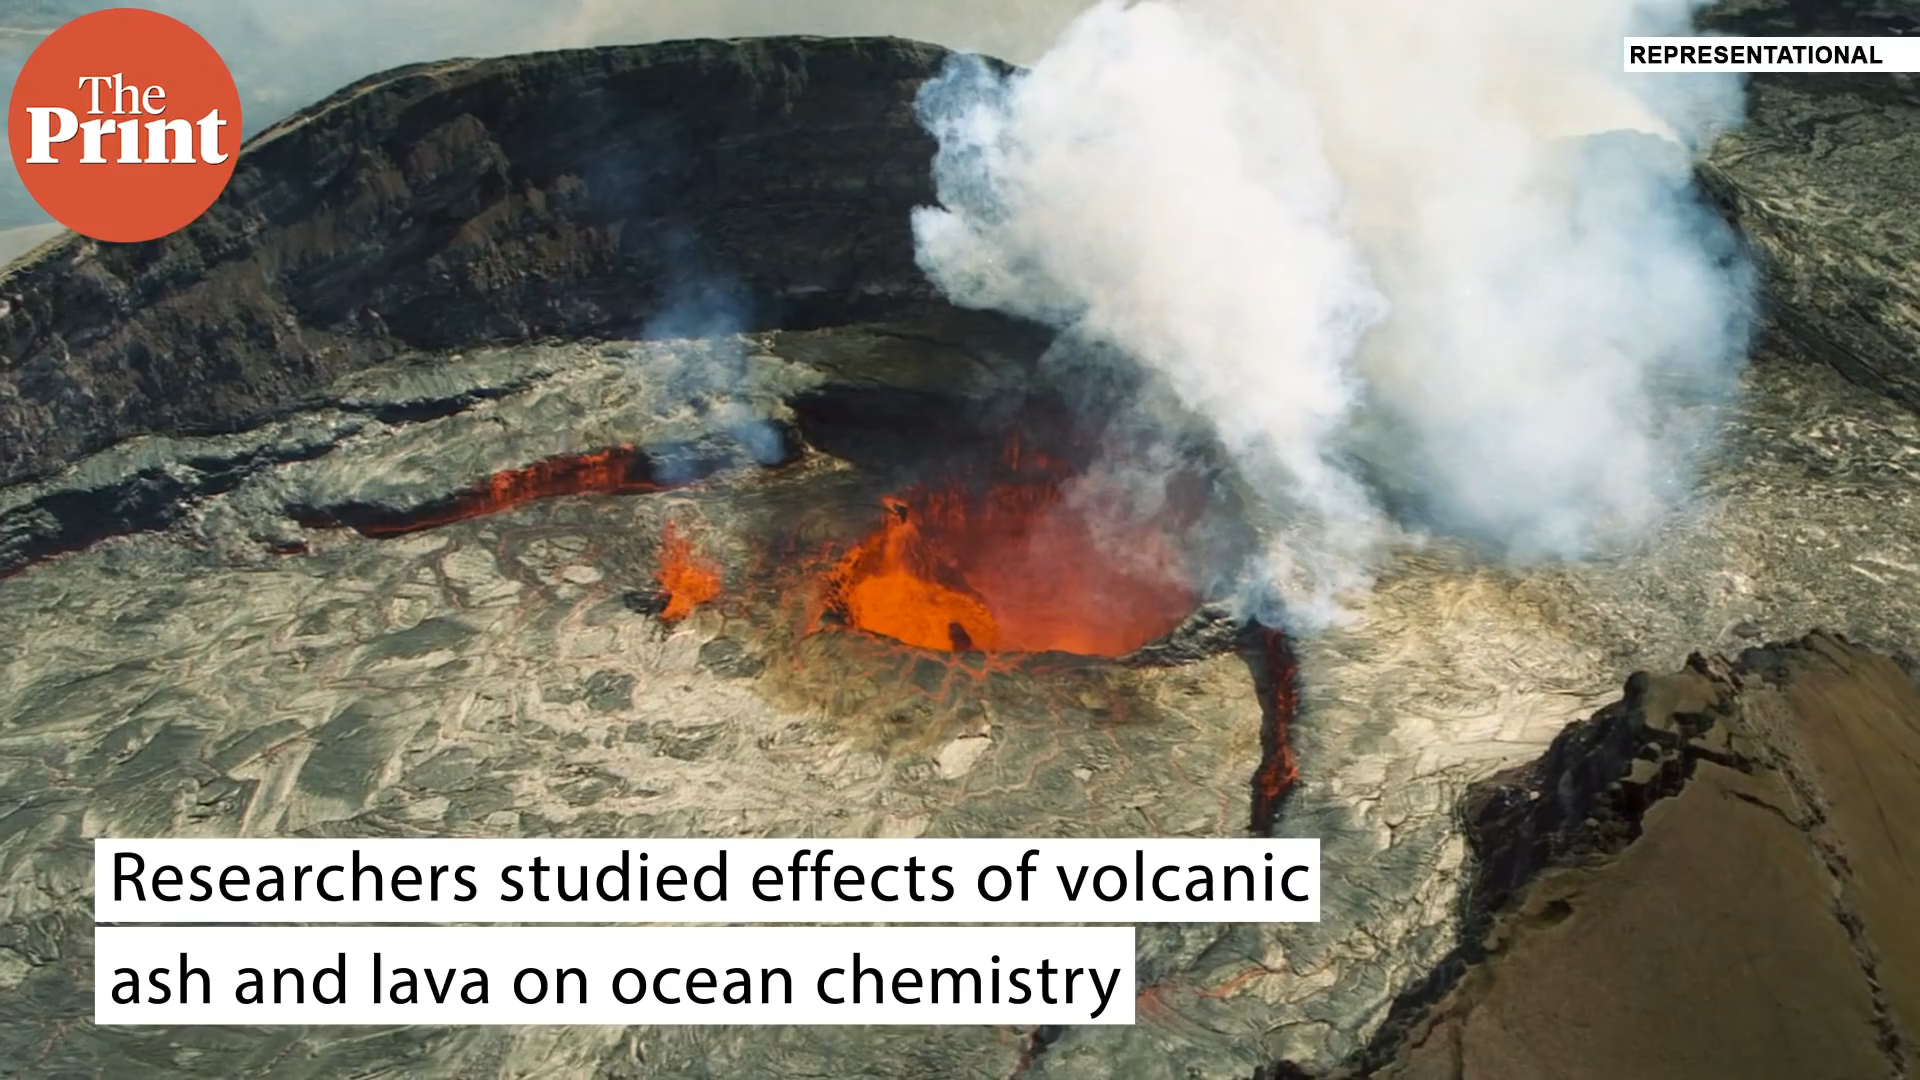 The
Print
REPRESENTATIONAL
Researchers studied effects of volcanic
ash and lava on ocean chemistry